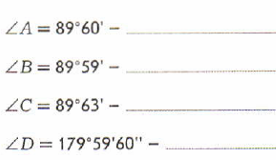 ∠A = 89°60' –
∠B = 89°59' –
∠C = 89°63' –
∠D = 179°59'60" –